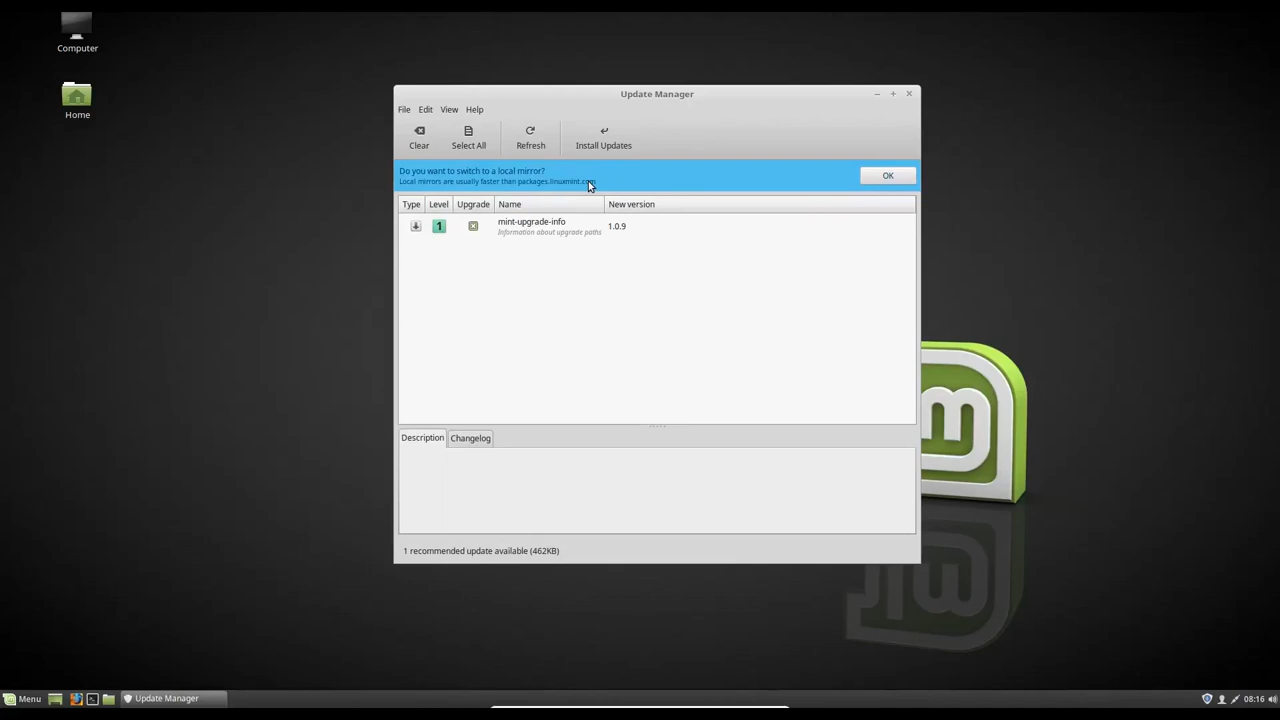 Computer
Home
Update Manager
File Edit View Help
Clear Select All Refresh Install Updates
Do you want to switch to a local mirror?
Local mirrors are usually faster than packages.linuxmint.com
OK
Type Level Upgrade Name New version
1 mint-upgrade-info 1.0.9
Information about upgrade paths
Description Changelog
1 recommended update available (462KB)
Menu Update Manager 08:16